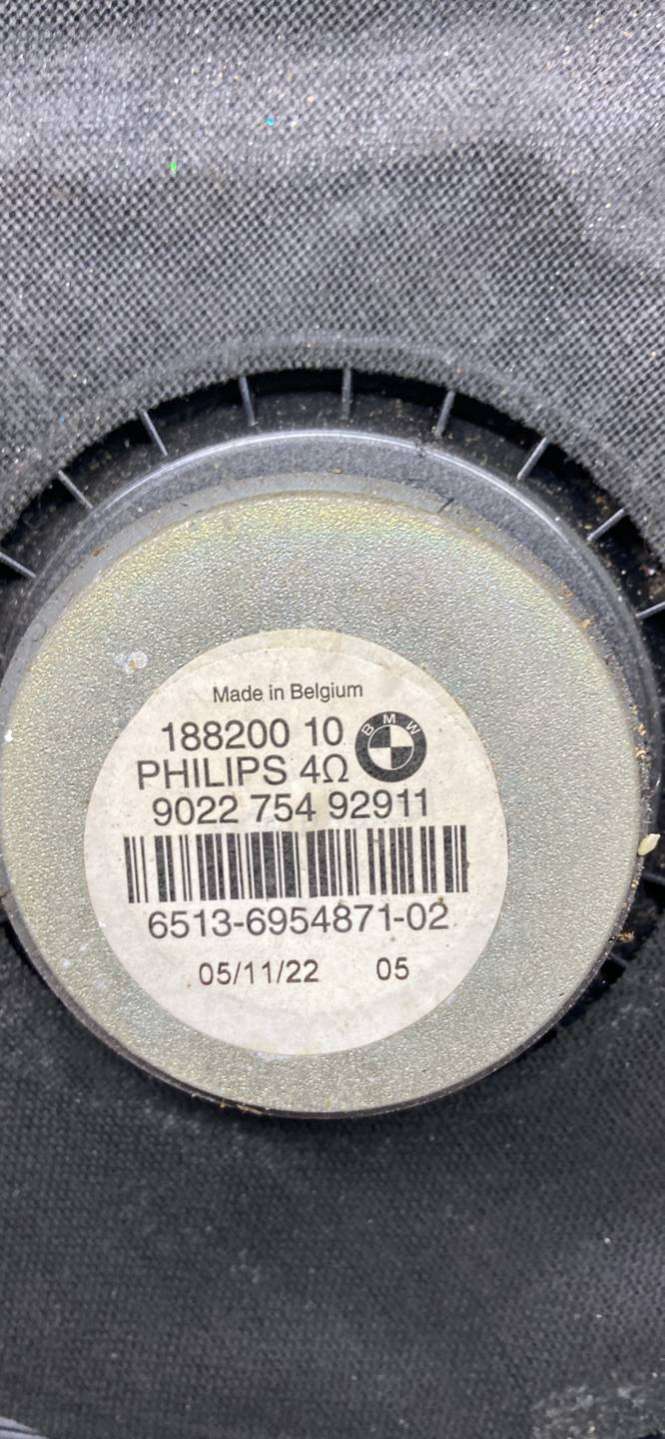 Made in Belgium
188200 10
BMW
PHILIPS 4Ω
9022 754 92911
6513-6954871-02
05/11/22 05